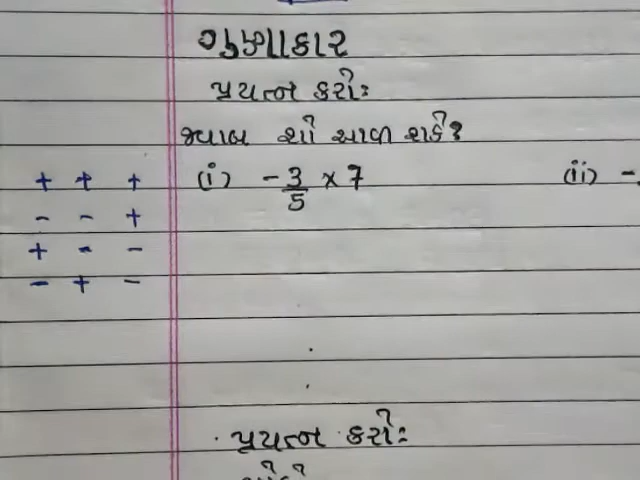 ગુણાકાર
પ્રયત્ન કરો:
જવાબ શો આવી શકે?
+ + + (i) -3/5 × 7 (ii) -
- - +
+ - -
- + -
પ્રયત્ન કરો: